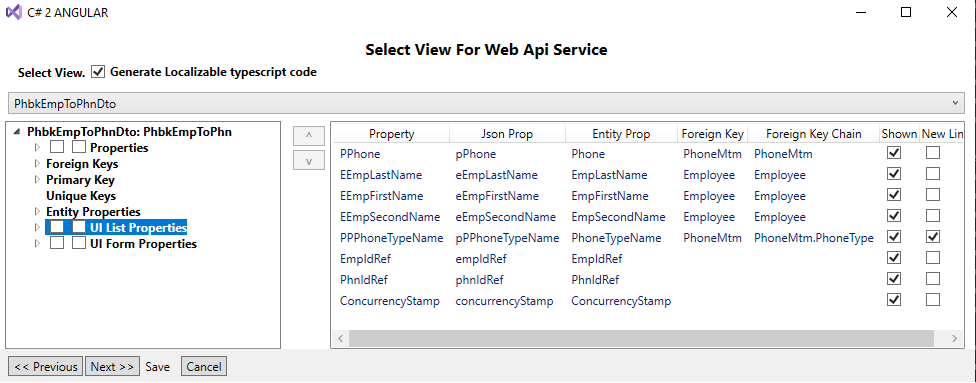 C# 2 ANGULAR
Select View For Web Api Service
Select View. Generate Localizable typescript code
PhbkEmpToPhnDto
PhbkEmpToPhnDto: PhbkEmpToPhn
Properties
Foreign Keys
Primary Key
Unique Keys
Entity Properties
UI List Properties
UI Form Properties
Property Json Prop Entity Prop Foreign Key Foreign Key Chain Shown New Lin
PPhone pPhone Phone PhoneMtm PhoneMtm
EEmpLastName eEmpLastName EmpLastName Employee Employee
EEmpFirstName eEmpFirstName EmpFirstName Employee Employee
EEmpSecondName eEmpSecondName EmpSecondName Employee Employee
PPPhoneTypeName pPPhoneTypeName PhoneTypeName PhoneMtm PhoneMtm.PhoneType
EmpIdRef empIdRef EmpIdRef
PhnIdRef phnIdRef PhnIdRef
ConcurrencyStamp concurrencyStamp ConcurrencyStamp
<< Previous Next >> Save Cancel